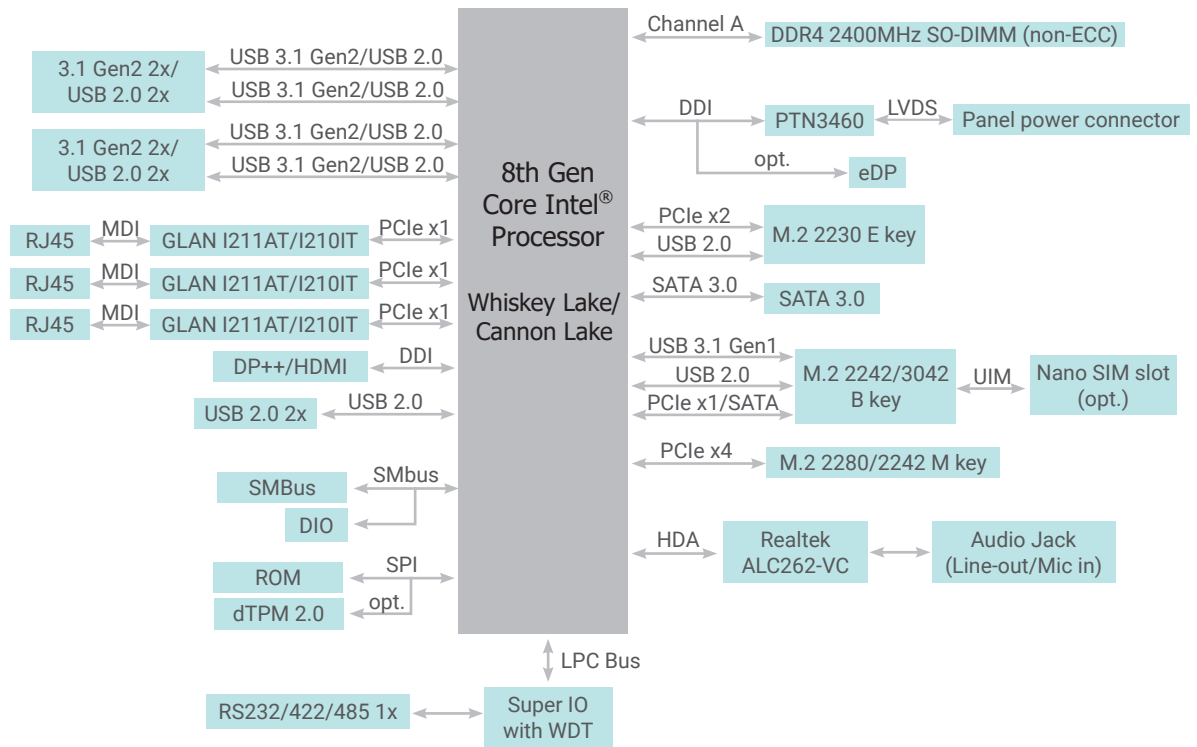 3.1 Gen2 2x/
USB 2.0 2x
USB 3.1 Gen2/USB 2.0
USB 3.1 Gen2/USB 2.0
3.1 Gen2 2x/
USB 2.0 2x
USB 3.1 Gen2/USB 2.0
USB 3.1 Gen2/USB 2.0
RJ45
MDI
GLAN I211AT/I210IT
PCIe x1
RJ45
MDI
GLAN I211AT/I210IT
PCIe x1
RJ45
MDI
GLAN I211AT/I210IT
PCIe x1
DP++/HDMI
DDI
USB 2.0 2x
USB 2.0
SMBus
SMbus
DIO
ROM
SPI
dTPM 2.0
opt.
8th Gen
Core Intel®
Processor
Whiskey Lake/
Cannon Lake
Channel A
DDR4 2400MHz SO-DIMM (non-ECC)
DDI
PTN3460
LVDS
Panel power connector
opt.
eDP
PCIe x2
USB 2.0
M.2 2230 E key
SATA 3.0
SATA 3.0
USB 3.1 Gen1
USB 2.0
PCIe x1/SATA
M.2 2242/3042
B key
UIM
Nano SIM slot
(opt.)
PCIe x4
M.2 2280/2242 M key
HDA
Realtek
ALC262-VC
Audio Jack
(Line-out/Mic in)
LPC Bus
RS232/422/485 1x
Super IO
with WDT